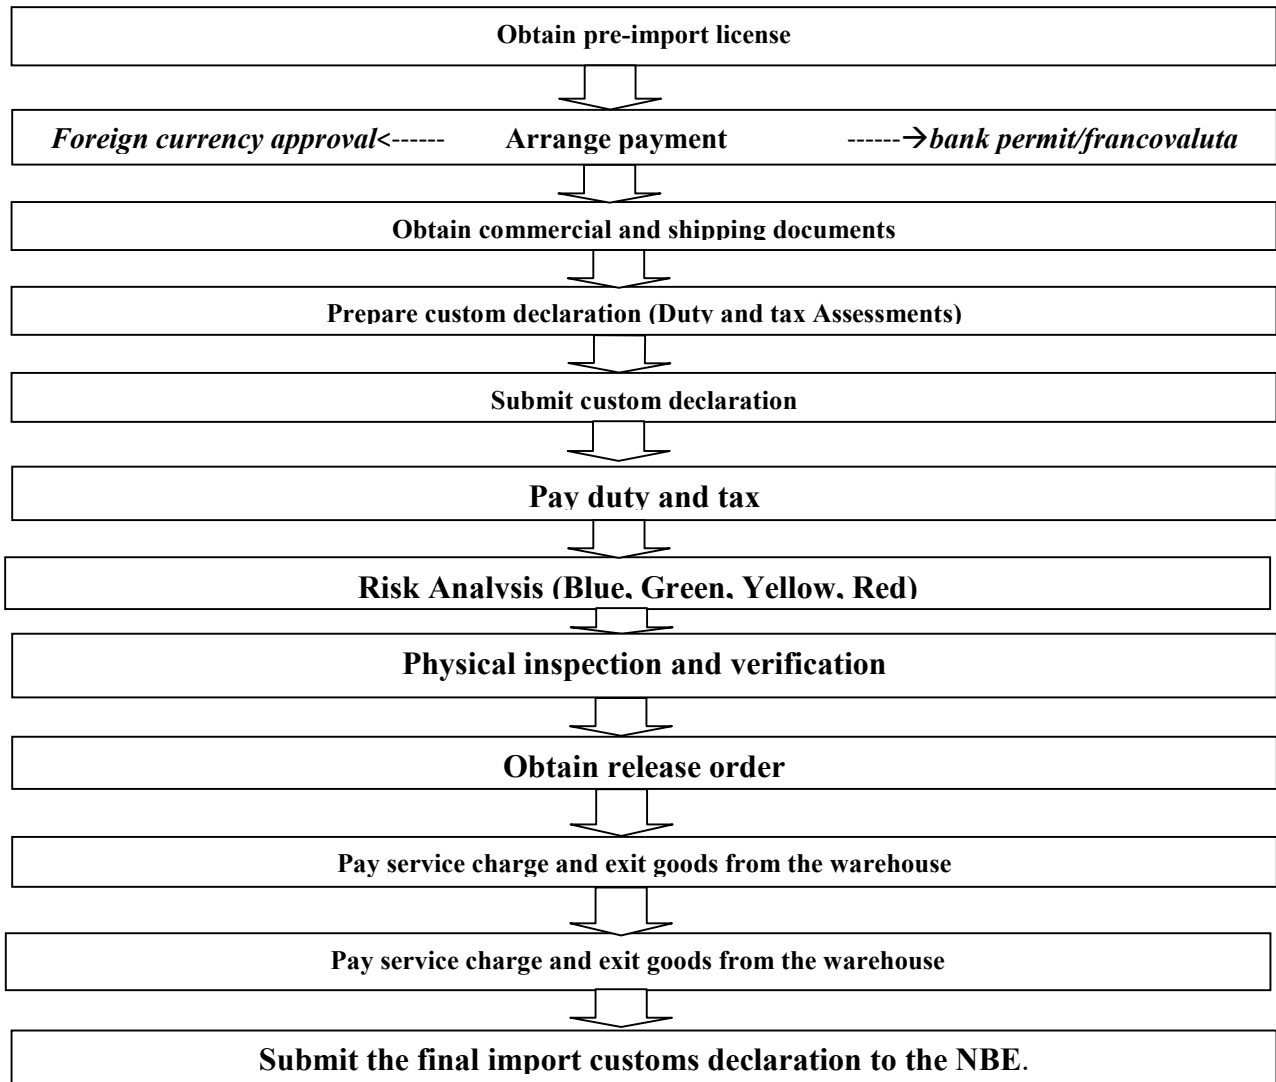 Obtain pre-import license
Foreign currency approval<------ Arrange payment ------→bank permit/francovaluta
Obtain commercial and shipping documents
Prepare custom declaration (Duty and tax Assessments)
Submit custom declaration
Pay duty and tax
Risk Analysis (Blue, Green, Yellow, Red)
Physical inspection and verification
Obtain release order
Pay service charge and exit goods from the warehouse
Pay service charge and exit goods from the warehouse
Submit the final import customs declaration to the NBE.